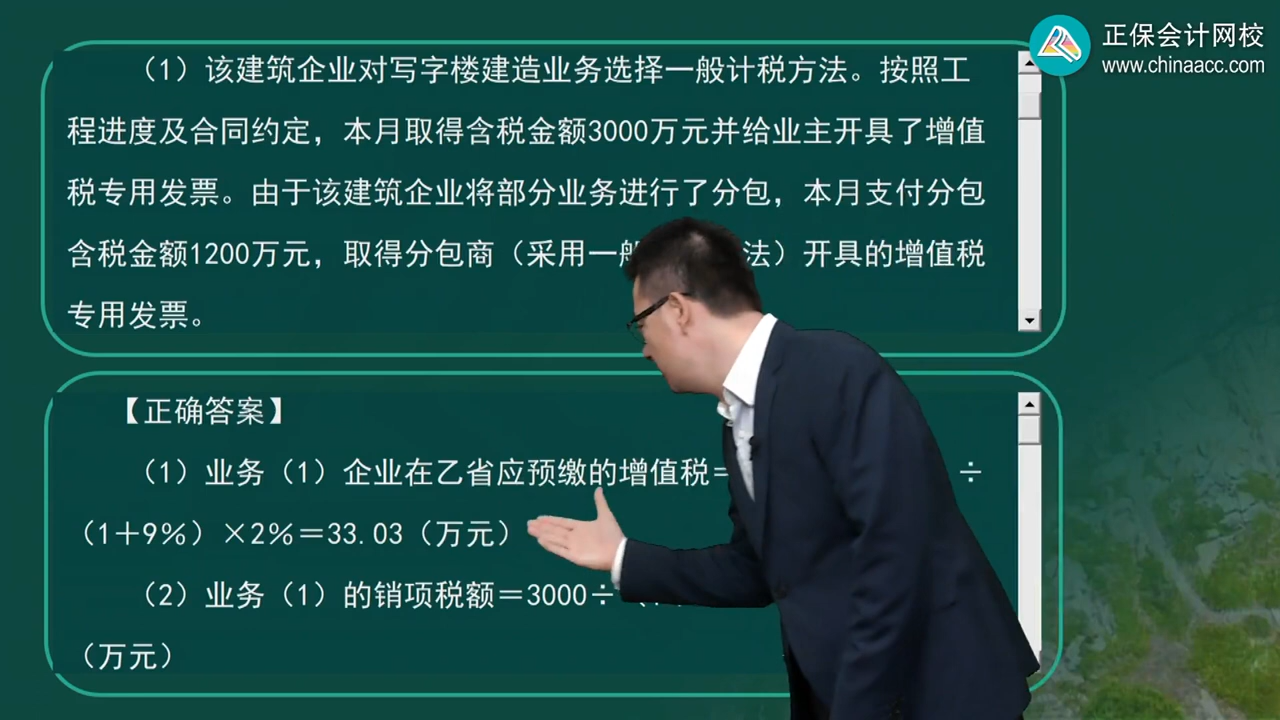 正保会计网校
www.chinaacc.com
（1）该建筑企业对写字楼建造业务选择一般计税方法。按照工
程进度及合同约定，本月取得含税金额3000万元并给业主开具了增值
税专用发票。由于该建筑企业将部分业务进行了分包，本月支付分包
含税金额1200万元，取得分包商（采用一般 法）开具的增值税
专用发票。
【正确答案】
（1）业务（1）企业在乙省应预缴的增值税＝ ÷
（1＋9%）×2%＝33.03（万元）
（2）业务（1）的销项税额＝3000÷
（万元）